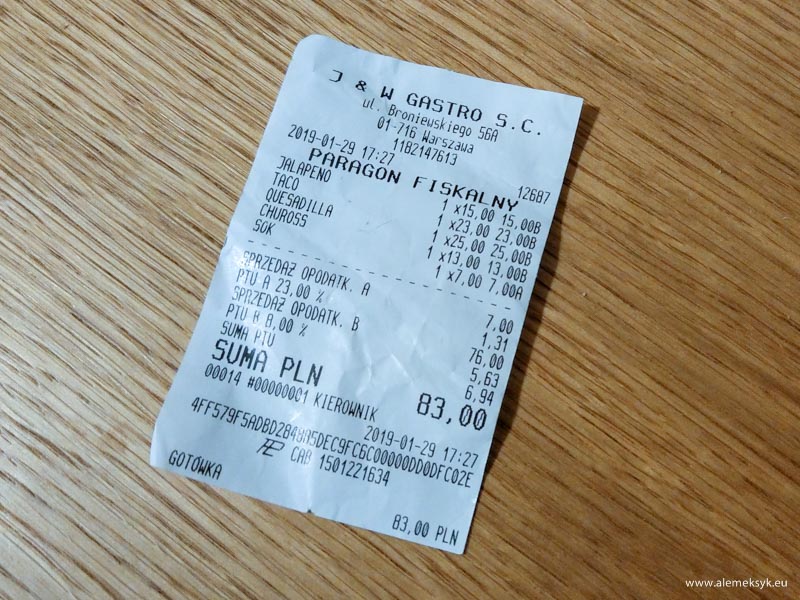 J & W GASTRO S.C.
ul. Broniewskiego 56A
01-716 Warszawa
1182147613
2019-01-29 17:27 12687
PARAGON FISKALNY
JALAPENO 1 x15,00 15,00B
TACO 1 x23,00 23,00B
QUESADILLA 1 x25,00 25,00B
CHUROSS 1 x13,00 13,00B
SOK 1 x7,00 7,00A
SPRZEDAŻ OPODATK. A 7,00
PTU A 23,00 % 1,31
SPRZEDAŻ OPODATK. B 76,00
PTU B 8,00 % 5,63
SUMA PTU 6,94
SUMA PLN 83,00
00014 #00000001 KIEROWNIK 2019-01-29 17:27
CAB 1501221634
GOTÓWKA 83,00 PLN
www.alemeksyk.eu